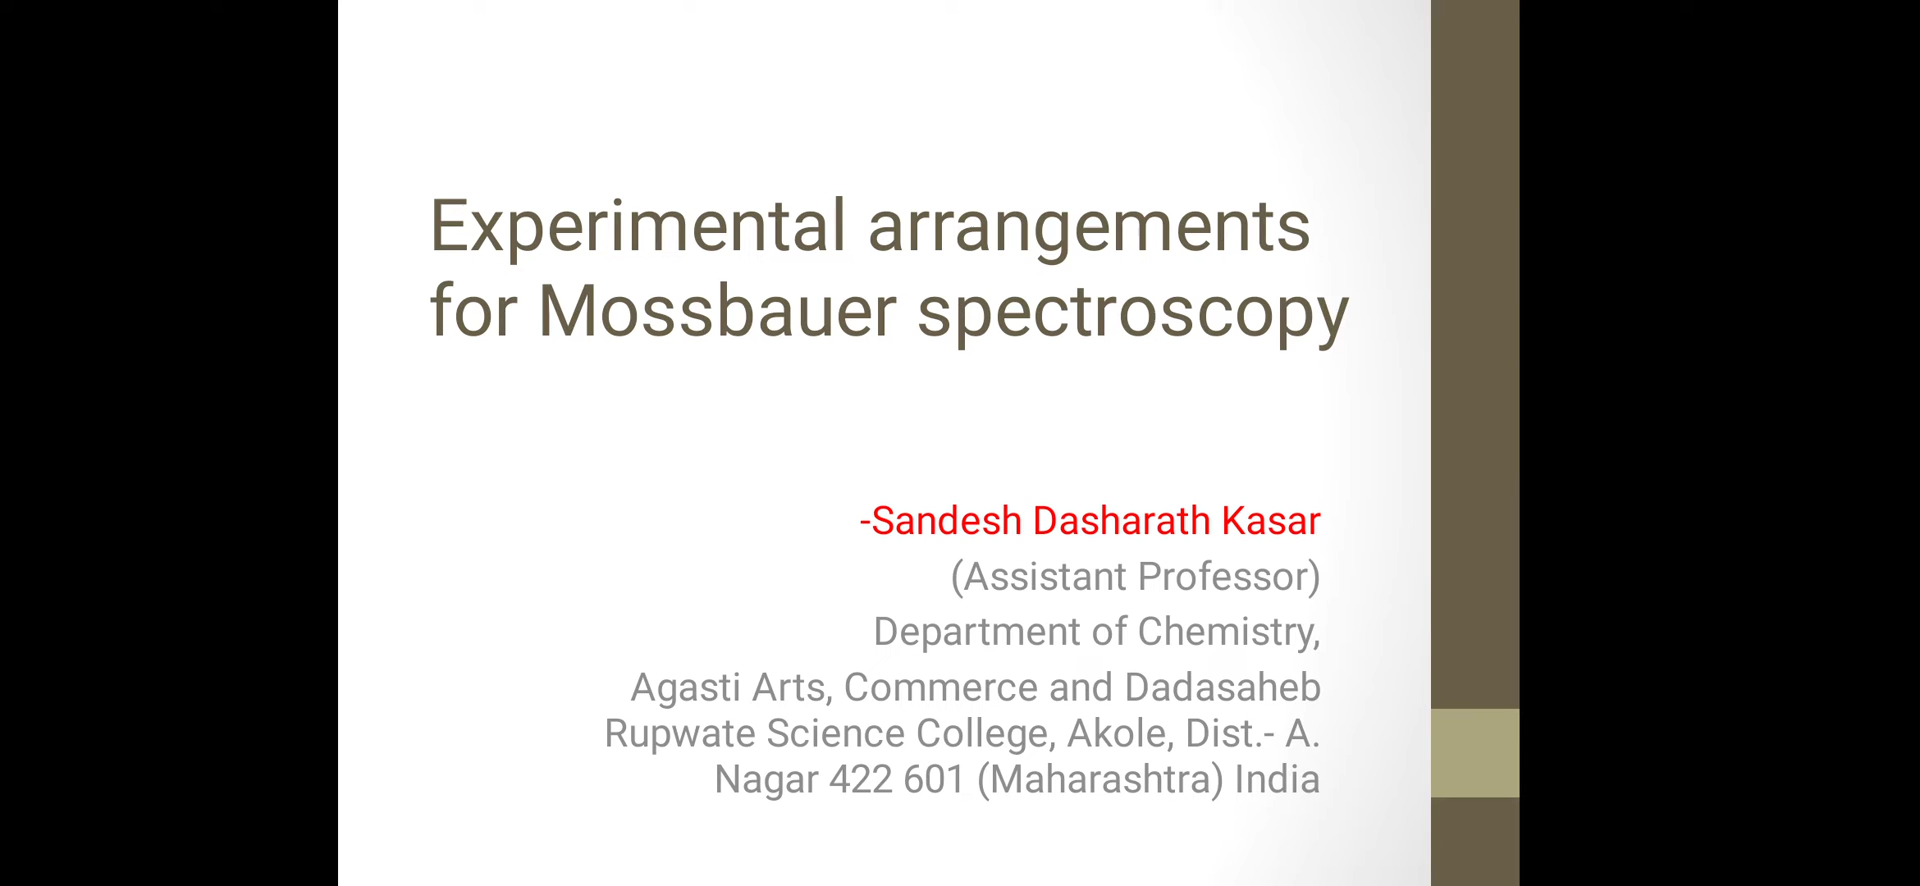 Experimental arrangements
for Mossbauer spectroscopy
-Sandesh Dasharath Kasar
(Assistant Professor)
Department of Chemistry,
Agasti Arts, Commerce and Dadasaheb
Rupwate Science College, Akole, Dist.- A.
Nagar 422 601 (Maharashtra) India